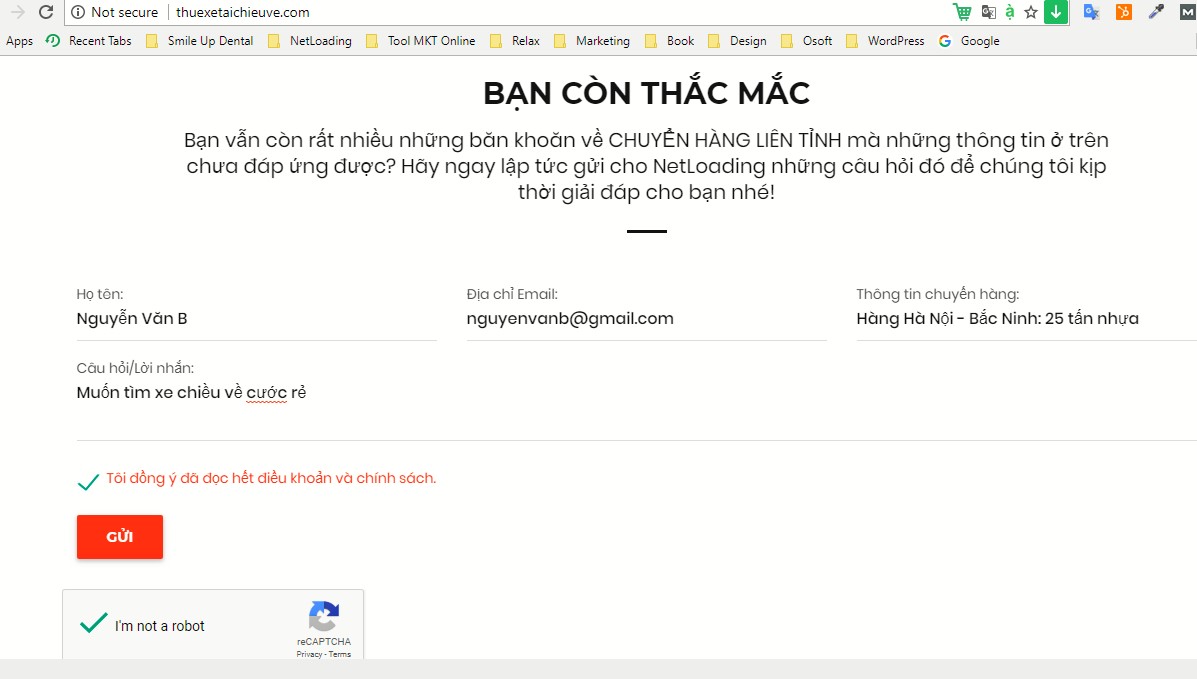 Not secure thuexetaichieuve.com
Apps Recent Tabs Smile Up Dental NetLoading Tool MKT Online Relax Marketing Book Design Osoft WordPress Google
BẠN CÒN THẮC MẮC
Bạn vẫn còn rất nhiều những băn khoăn về CHUYỂN HÀNG LIÊN TỈNH mà những thông tin ở trên
chưa đáp ứng được? Hãy ngay lập tức gửi cho NetLoading những câu hỏi đó để chúng tôi kịp
thời giải đáp cho bạn nhé!
Họ tên: Địa chỉ Email: Thông tin chuyến hàng:
Nguyễn Văn B nguyenvanb@gmail.com Hàng Hà Nội - Bắc Ninh: 25 tấn nhựa
Câu hỏi/Lời nhắn:
Muốn tìm xe chiều về cước rẻ
Tôi đồng ý đã đọc hết điều khoản và chính sách.
GỬI
I'm not a robot
reCAPTCHA
Privacy - Terms